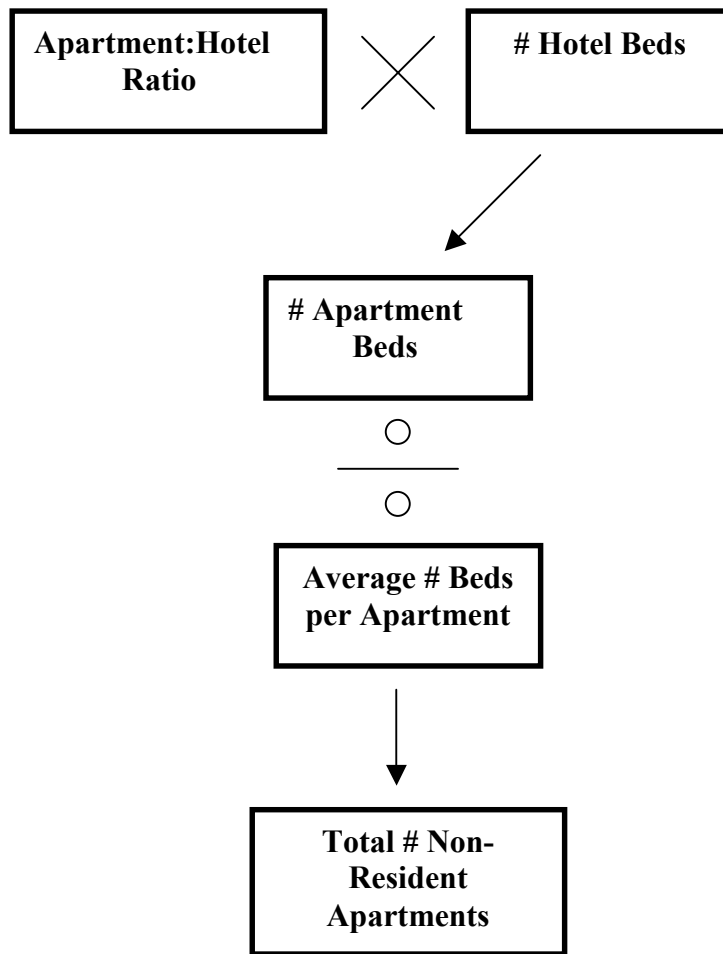 Apartment:Hotel
Ratio
# Hotel Beds
# Apartment
Beds
Average # Beds
per Apartment
Total # Non-
Resident
Apartments